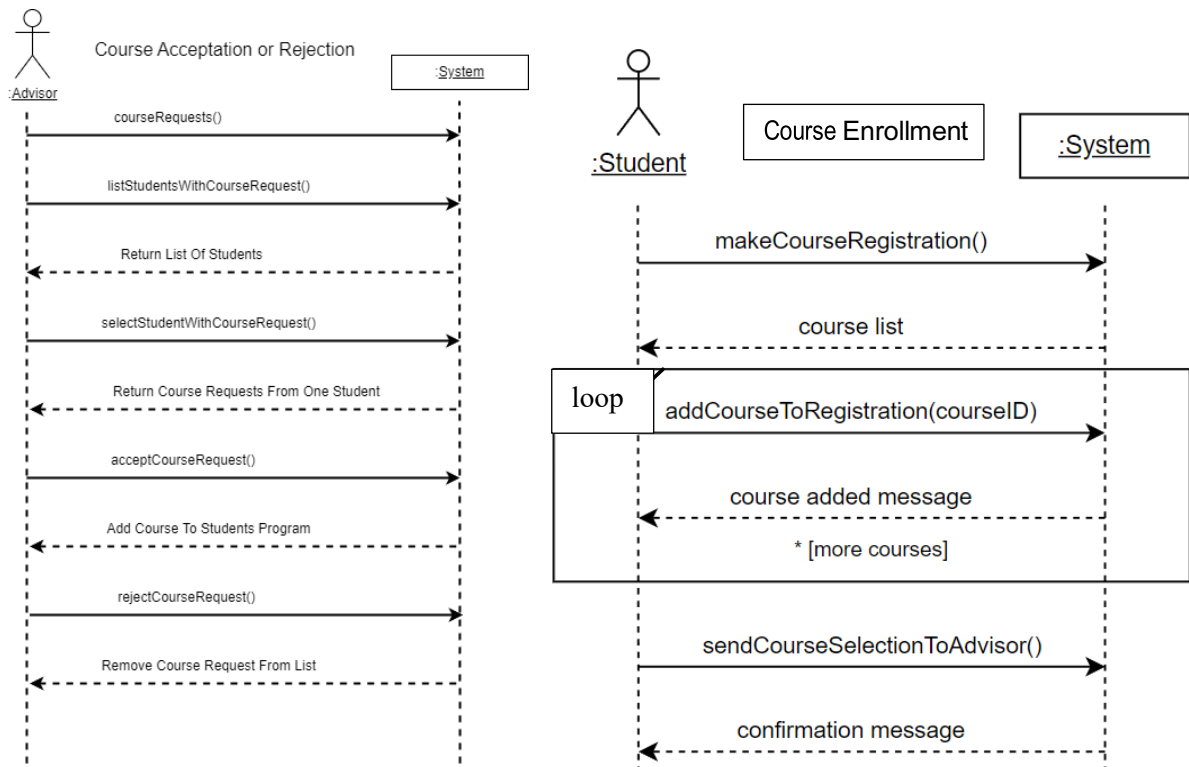 Course Acceptation or Rejection
:Advisor
:System
courseRequests()
listStudentsWithCourseRequest()
Return List Of Students
selectStudentWithCourseRequest()
Return Course Requests From One Student
acceptCourseRequest()
Add Course To Students Program
rejectCourseRequest()
Remove Course Request From List
Course Enrollment
:Student
:System
makeCourseRegistration()
course list
loop
addCourseToRegistration(courseID)
course added message
* [more courses]
sendCourseSelectionToAdvisor()
confirmation message